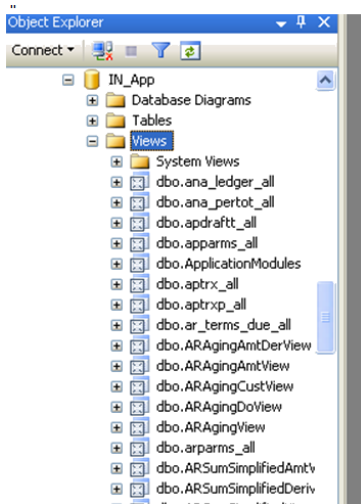 Object Explorer
Connect
IN_App
Database Diagrams
Tables
Views
System Views
dbo.ana_ledger_all
dbo.ana_pertot_all
dbo.apdraftt_all
dbo.apparms_all
dbo.ApplicationModules
dbo.aptrx_all
dbo.aptrxp_all
dbo.ar_terms_due_all
dbo.ARAgingAmtDerView
dbo.ARAgingAmtView
dbo.ARAgingCustView
dbo.ARAgingDoView
dbo.ARAgingView
dbo.arparms_all
dbo.ARSumSimplifiedAmtV
dbo.ARSumSimplifiedDeriv